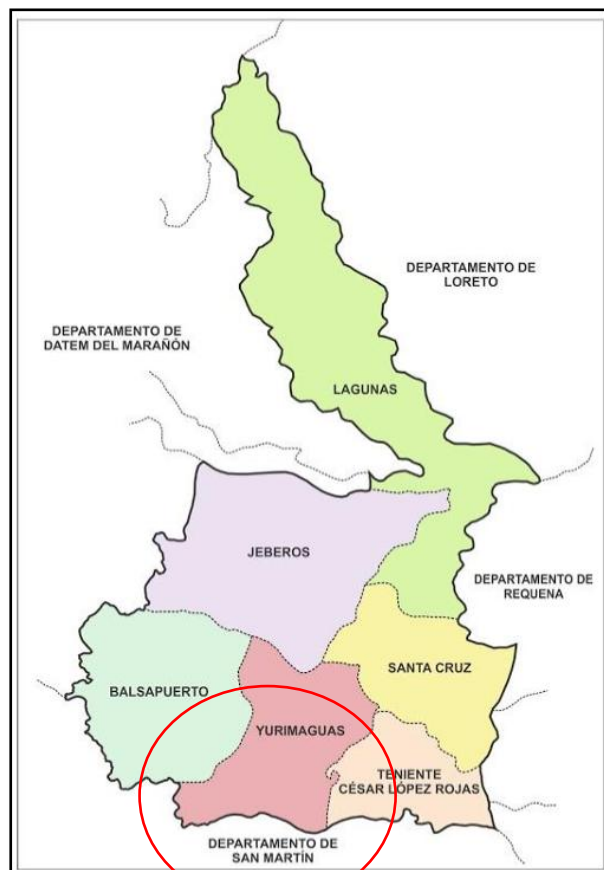 DEPARTAMENTO DE
LORETO
DEPARTAMENTO DE
DATEM DEL MARAÑÓN
LAGUNAS
JEBEROS
DEPARTAMENTO DE
REQUENA
SANTA CRUZ
BALSAPUERTO
YURIMAGUAS
TENIENTE
CÉSAR LÓPEZ ROJAS
DEPARTAMENTO DE
SAN MARTÍN